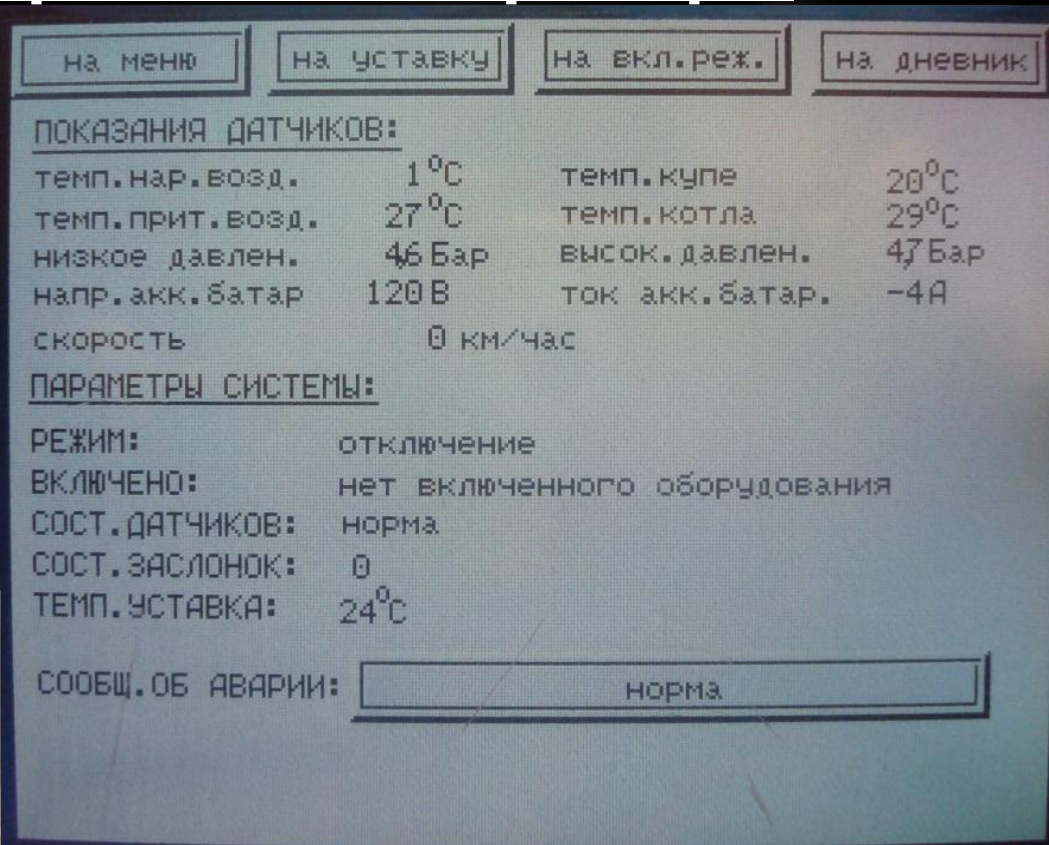 на меню на уставку на вкл.реж. на дневник
ПОКАЗАНИЯ ДАТЧИКОВ:
темп.нар.возд. 1°C темп.купе 20°C
темп.прит.возд. 27°C темп.котла 29°C
низкое давлен. 4,6 Бар высок.давлен. 4,7 Бар
напр.акк.батар 120 В ток акк.батар. -4А
скорость 0 км/час
ПАРАМЕТРЫ СИСТЕМЫ:
РЕЖИМ: отключение
ВКЛЮЧЕНО: нет включенного оборудования
СОСТ.ДАТЧИКОВ: норма
СОСТ.ЗАСЛОНОК: 0
ТЕМП.УСТАВКА: 24°C
СООБЩ.ОБ АВАРИИ: норма